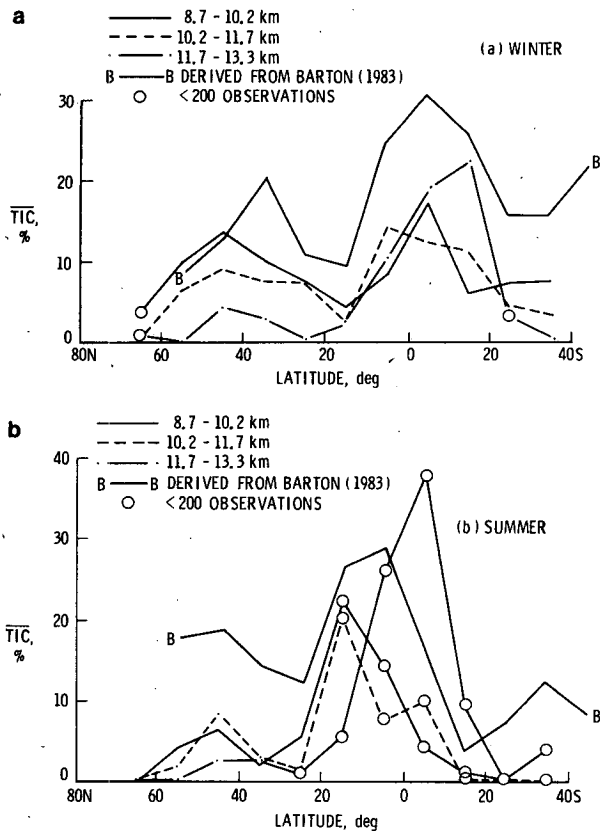 a
8.7 - 10.2 km
10.2 - 11.7 km
11.7 - 13.3 km
B B DERIVED FROM BARTON (1983)
<200 OBSERVATIONS
(a) WINTER
30
20
10
0
TIC,
%
B
B
80N 60 40 20 0 20 40S
LATITUDE, deg
b
8.7 - 10.2 km
10.2 - 11.7 km
11.7 - 13.3 km
B B DERIVED FROM BARTON (1983)
<200 OBSERVATIONS
(b) SUMMER
40
30
20
10
0
TIC,
%
B
B
80N 60 40 20 0 20 40S
LATITUDE, deg